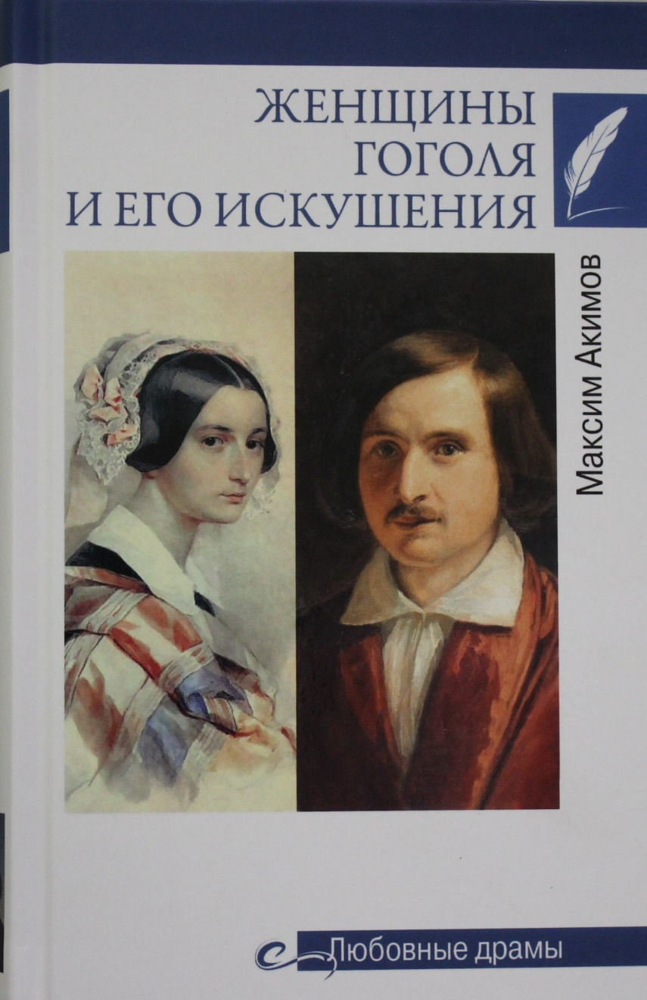 ЖЕНЩИНЫ
ГОГОЛЯ
И ЕГО ИСКУШЕНИЯ
Максим Акимов
Любовные драмы